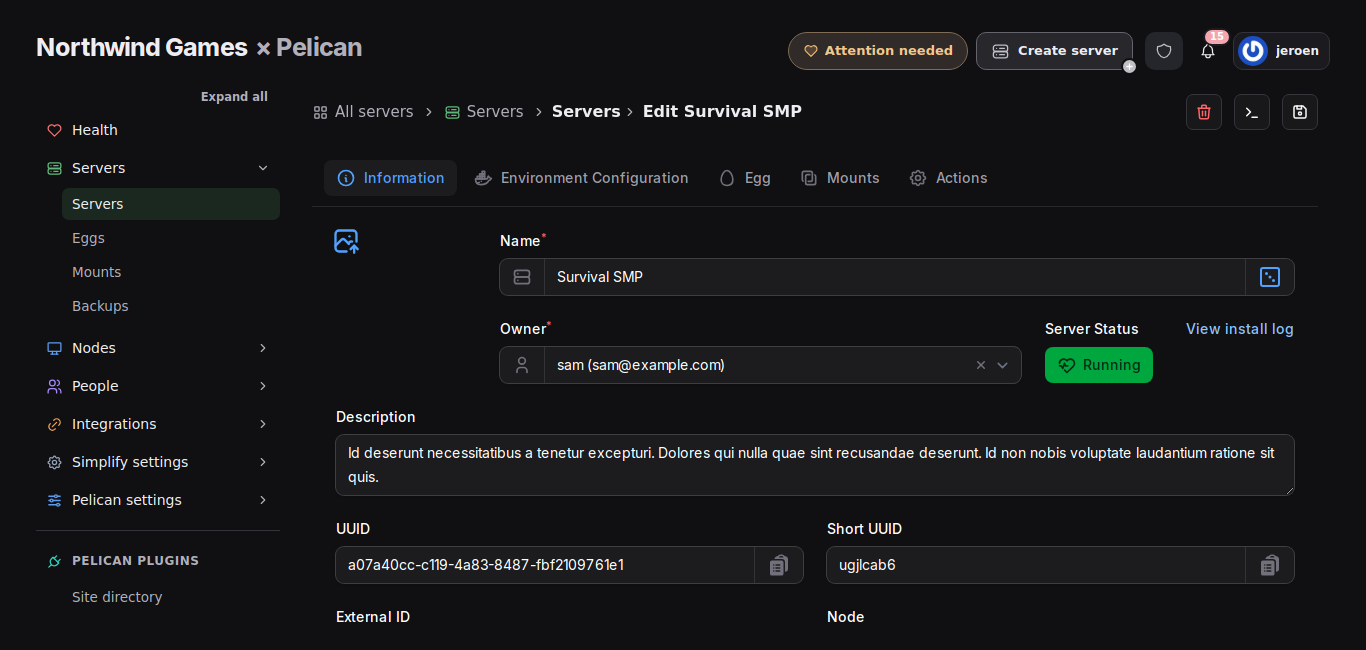 Northwind Games × Pelican
Attention needed
Create server
15
jeroen
Expand all
Health
Servers
Servers
Eggs
Mounts
Backups
Nodes
People
Integrations
Simplify settings
Pelican settings
PELICAN PLUGINS
Site directory
All servers > Servers > Servers > Edit Survival SMP
Information
Environment Configuration
Egg
Mounts
Actions
Name*
Survival SMP
Owner*
sam (sam@example.com)
Server Status
View install log
Running
Description
Id deserunt necessitatibus a tenetur excepturi. Dolores qui nulla quae sint recusandae deserunt. Id non nobis voluptate laudantium ratione sit
quis.
UUID
a07a40cc-c119-4a83-8487-fbf2109761e1
Short UUID
ugjlcab6
External ID
Node